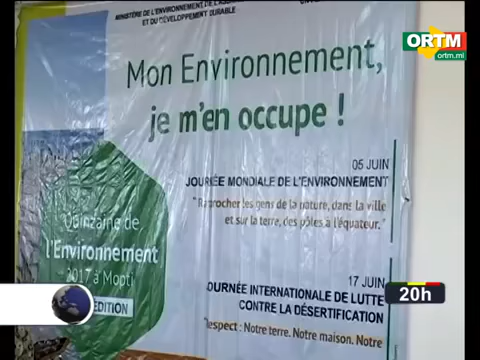 MINISTÈRE DE L'ENVIRONNEMENT DE L'ASSA
ET DU DÉVELOPPEMENT DURABLE
ORTM
ortm.ml
Mon Environnement,
je m'en occupe !
05 JUIN
JOURNÉE MONDIALE DE L'ENVIRONNEMENT
"Rapprocher les gens de la nature, dans la ville
et sur la terre, des pôles à l'équateur."
Quinzaine de
l'Environnement
2017 à Mopti
EDITION
17 JUIN
JOURNÉE INTERNATIONALE DE LUTTE
CONTRE LA DÉSERTIFICATION
Respect : Notre terre. Notre maison. Notre
20h